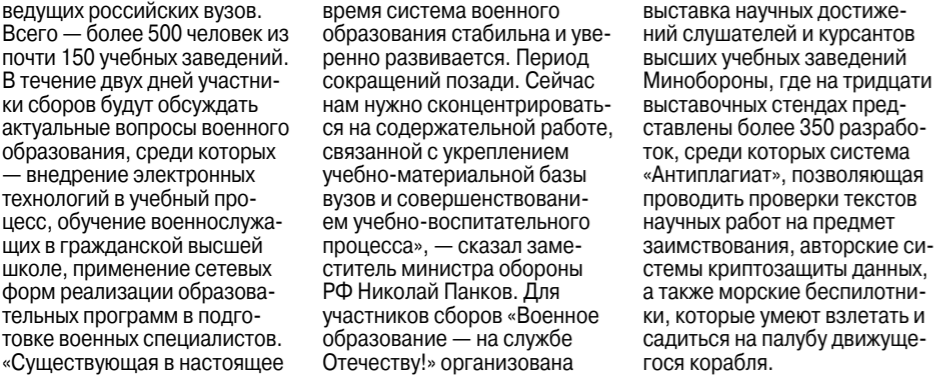 ведущих российских вузов.
Всего — более 500 человек из
почти 150 учебных заведений.
В течение двух дней участни-
ки сборов будут обсуждать
актуальные вопросы военного
образования, среди которых
— внедрение электронных
технологий в учебный про-
цесс, обучение военнослужа-
щих в гражданской высшей
школе, применение сетевых
форм реализации образова-
тельных программ в подго-
товке военных специалистов.
«Существующая в настоящее
время система военного
образования стабильна и уве-
ренно развивается. Период
сокращений позади. Сейчас
нам нужно сконцентрировать-
ся на содержательной работе,
связанной с укреплением
учебно-материальной базы
вузов и совершенствовани-
ем учебно-воспитательного
процесса», — сказал заме-
ститель министра обороны
РФ Николай Панков. Для
участников сборов «Военное
образование — на службе
Отечеству!» организована
выставка научных достиже-
ний слушателей и курсантов
высших учебных заведений
Минобороны, где на тридцати
выставочных стендах пред-
ставлены более 350 разрабо-
ток, среди которых система
«Антиплагиат», позволяющая
проводить проверки текстов
научных работ на предмет
заимствования, авторские си-
стемы криптозащиты данных,
а также морские беспилотни-
ки, которые умеют взлетать и
садиться на палубу движуще-
гося корабля.